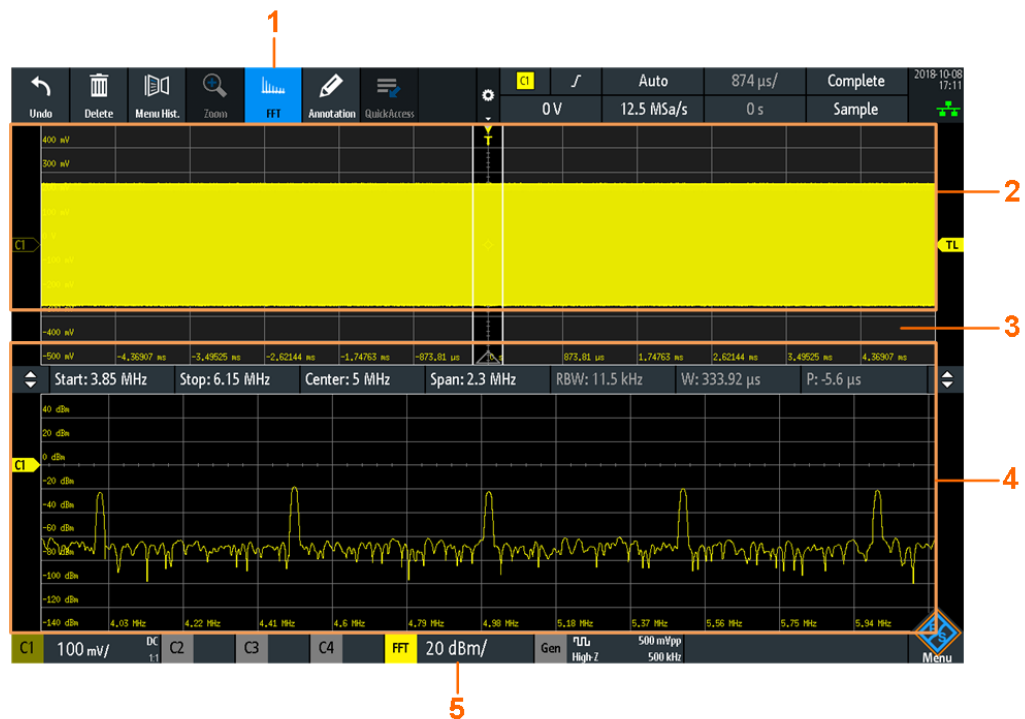 1
Undo Delete Menu Hist. Zoom FFT Annotation QuickAccess
C1 Auto 874 µs/ Complete
0 V 12.5 MSa/s 0 s Sample
2018-10-08
17:11
T
400 mV
300 mV
2
C1
TL
-400 mV
3
-500 mV -4.36907 ms -3.49525 ms -2.62144 ms -1.74763 ms -873.81 µs 0 s 873.81 µs 1.74763 ms 2.62144 ms 3.49525 ms 4.36907 ms
Start: 3.85 MHz Stop: 6.15 MHz Center: 5 MHz Span: 2.3 MHz RBW: 11.5 kHz W: 333.92 µs P: -5.6 µs
40 dBm
20 dBm
0 dBm
C1
-20 dBm
4
-40 dBm
-60 dBm
-80 dBm
-100 dBm
-120 dBm
-140 dBm 4.03 MHz 4.22 MHz 4.41 MHz 4.6 MHz 4.79 MHz 4.98 MHz 5.18 MHz 5.37 MHz 5.56 MHz 5.75 MHz 5.94 MHz
C1 100 mV/ DC 1:1 C2 C3 C4 FFT 20 dBm/ Gen High-Z 500 mVpp 500 kHz Menu
5